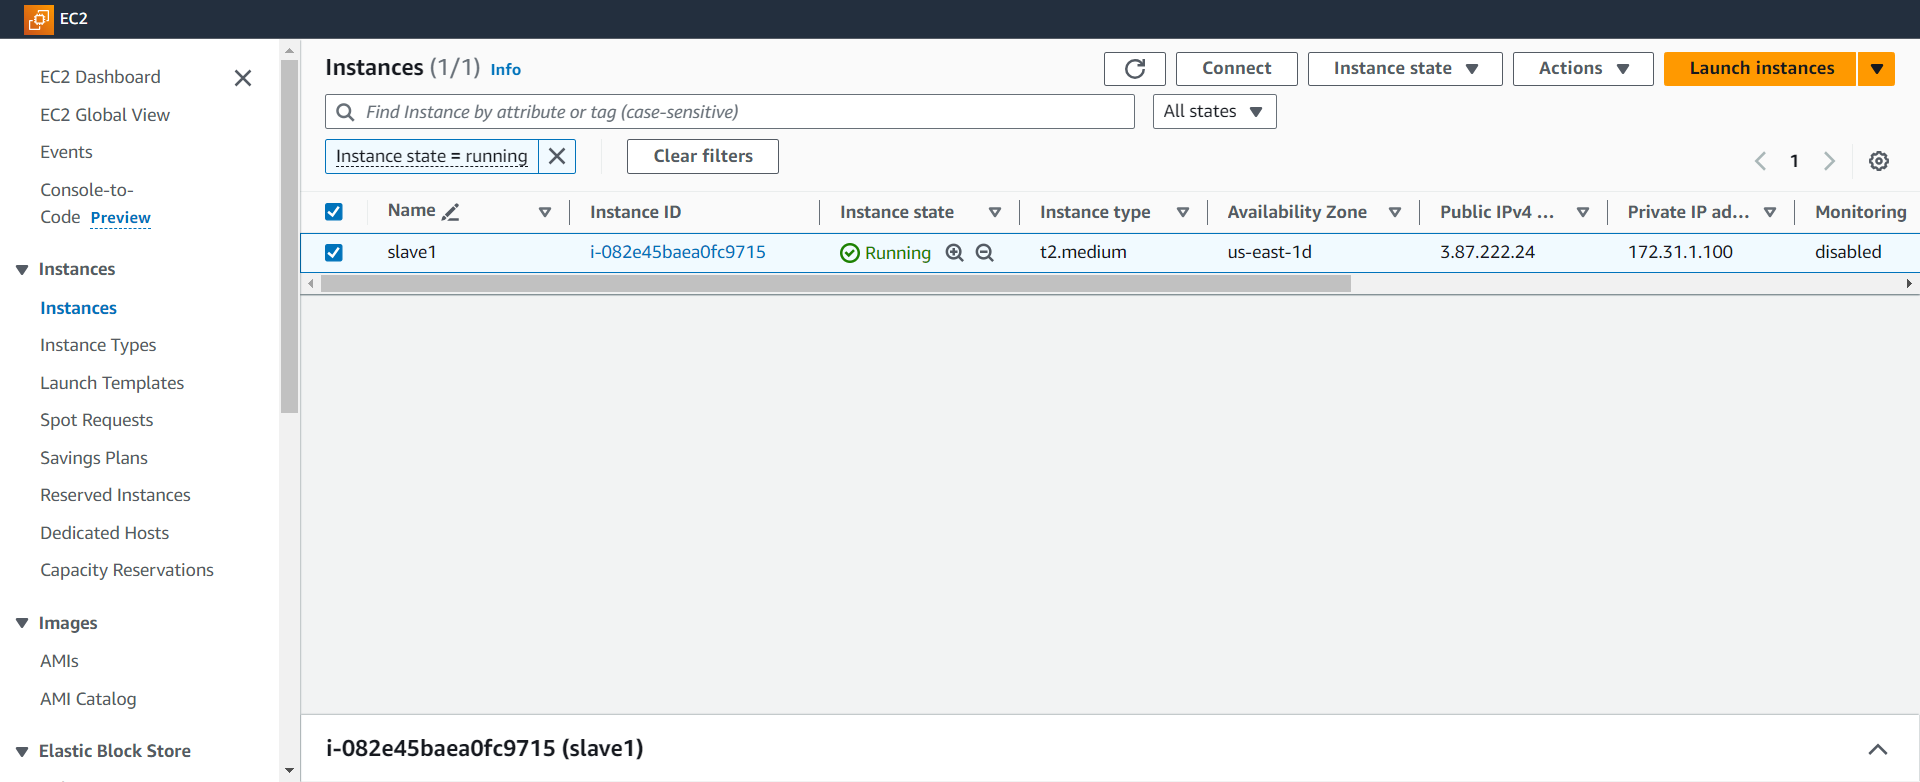 EC2
EC2 Dashboard
EC2 Global View
Events
Console-to-
Code Preview
Instances
Instances
Instance Types
Launch Templates
Spot Requests
Savings Plans
Reserved Instances
Dedicated Hosts
Capacity Reservations
Images
AMIs
AMI Catalog
Elastic Block Store
Instances (1/1) Info
Connect
Instance state
Actions
Launch instances
Find Instance by attribute or tag (case-sensitive)
All states
Instance state = running
Clear filters
1
Name Instance ID Instance state Instance type Availability Zone Public IPv4 ... Private IP ad... Monitoring
slave1 i-082e45baea0fc9715 Running t2.medium us-east-1d 3.87.222.24 172.31.1.100 disabled
i-082e45baea0fc9715 (slave1)